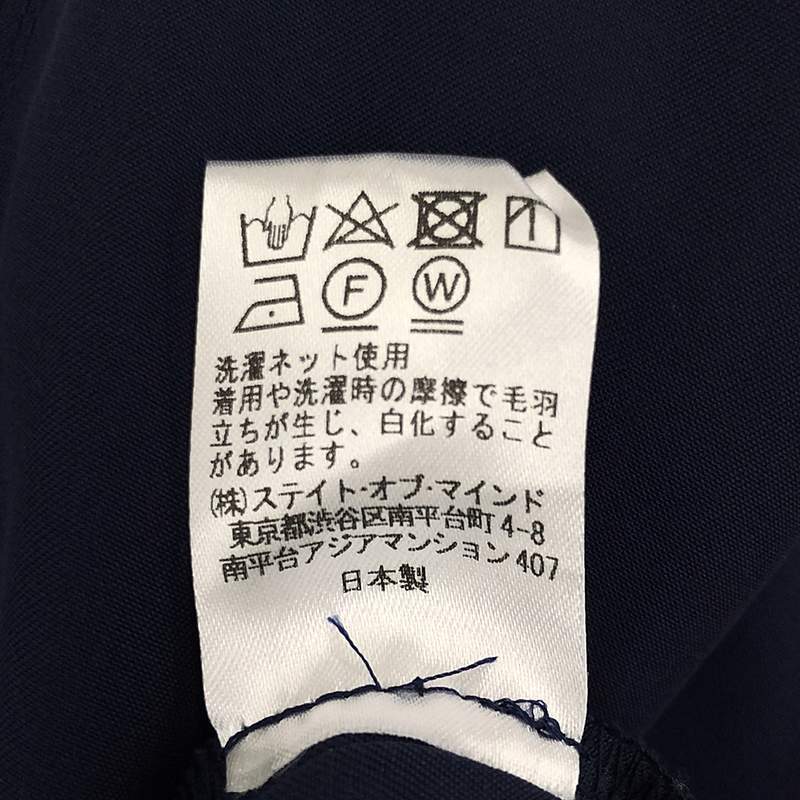 F W
洗濯ネット使用
着用や洗濯時の摩擦で毛羽
立ちが生じ、白化すること
があります。
(株)ステイト・オブ・マインド
東京都渋谷区南平台町4-8
南平台アジアマンション407
日本製